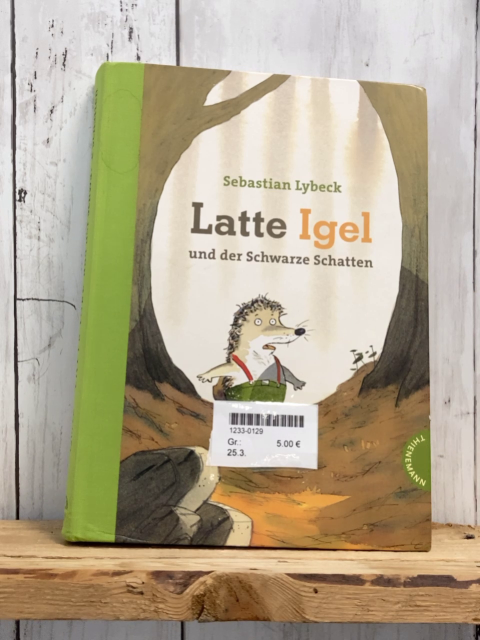 Sebastian Lybeck
Latte Igel
und der Schwarze Schatten
1233-0129
Gr.: 5.00 €
25.3.
THIENEMANN